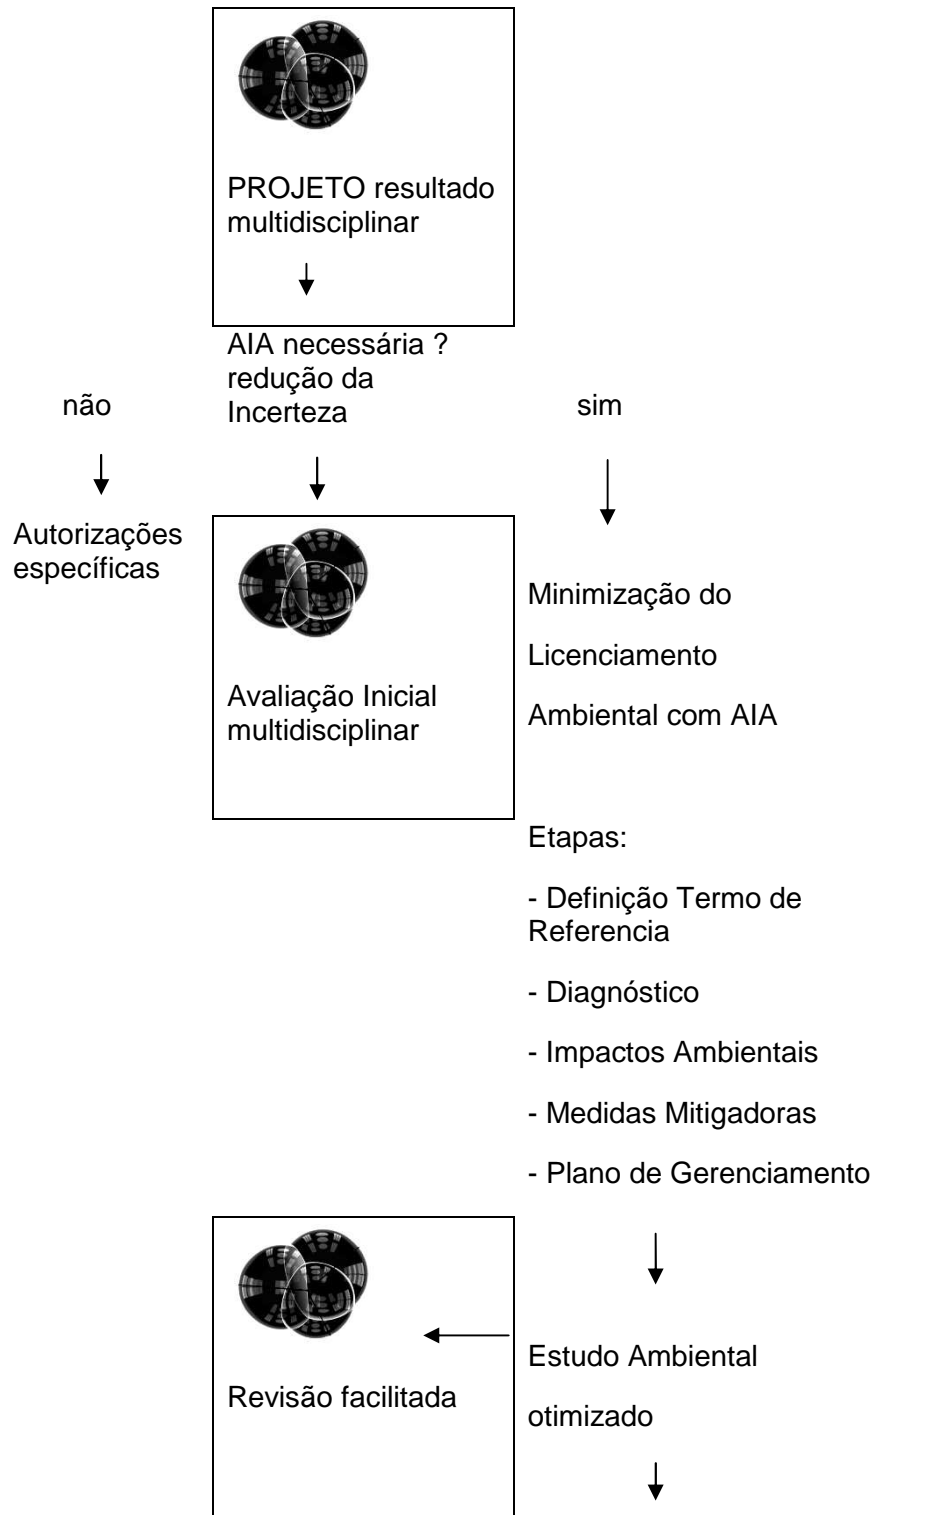 PROJETO resultado
multidisciplinar
AIA necessária ?
redução da
Incerteza
não
sim
Autorizações
específicas
Avaliação Inicial
multidisciplinar
Minimização do
Licenciamento
Ambiental com AIA
Etapas:
- Definição Termo de
Referencia
- Diagnóstico
- Impactos Ambientais
- Medidas Mitigadoras
- Plano de Gerenciamento
Revisão facilitada
Estudo Ambiental
otimizado